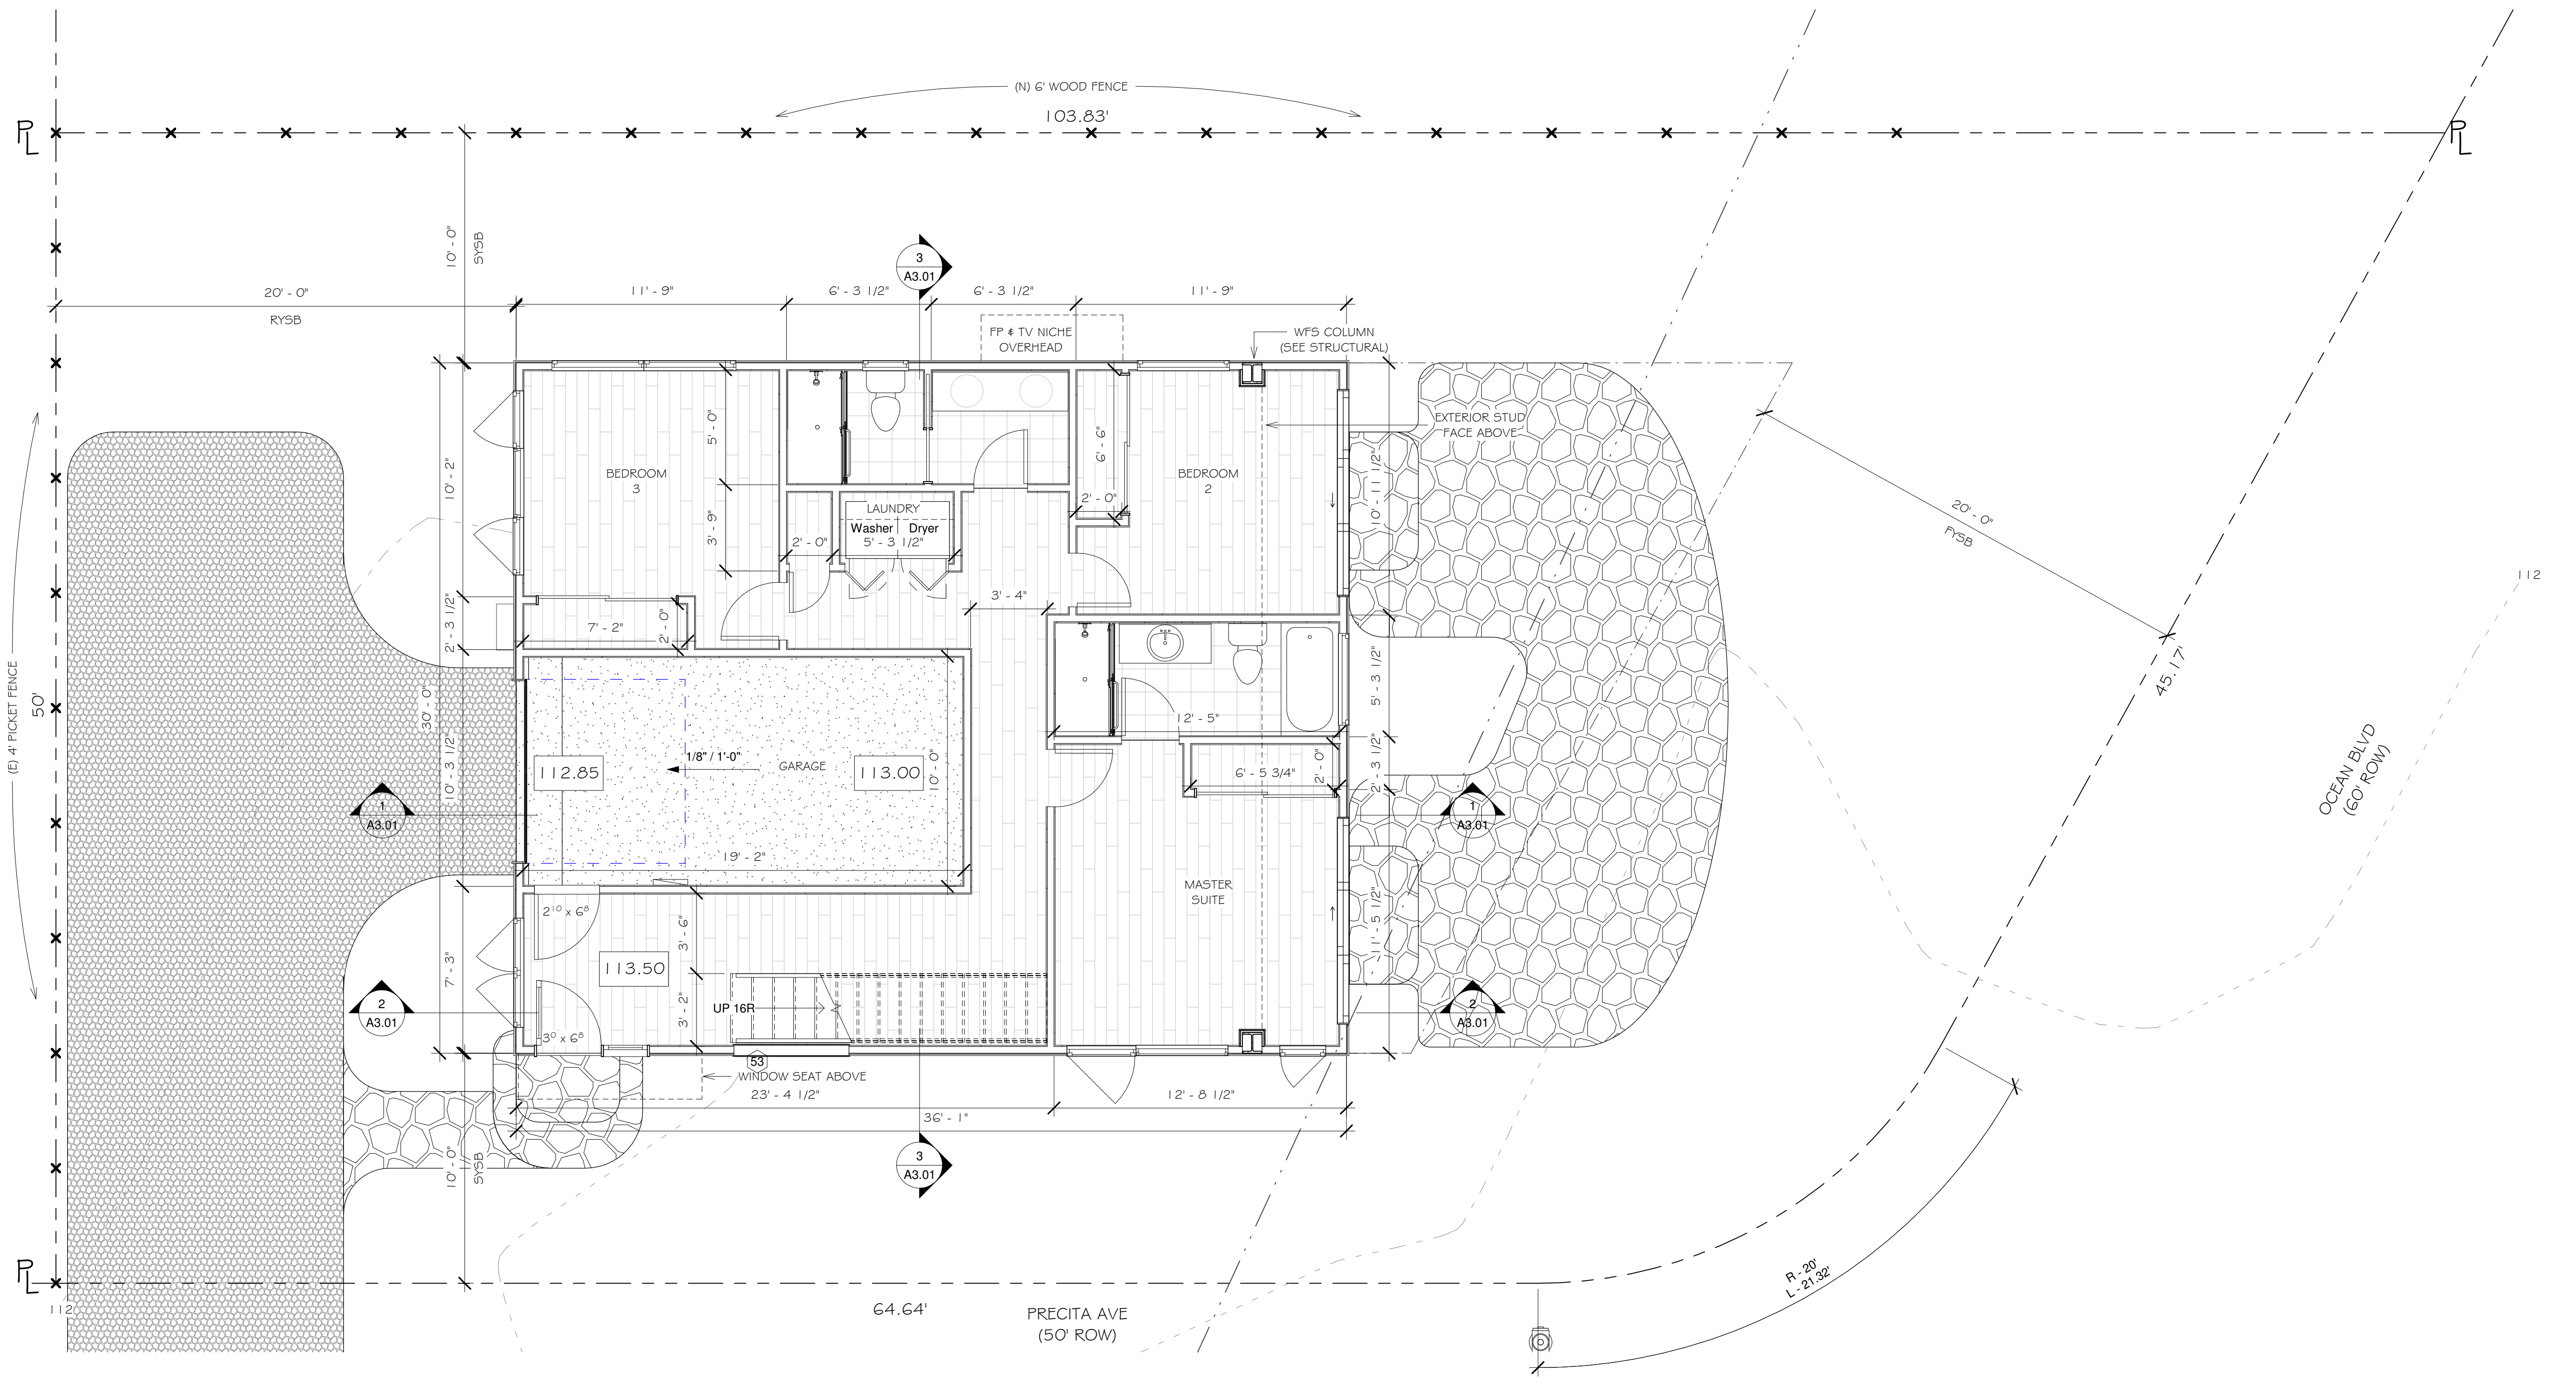 (N) 6' WOOD FENCE
103.83'
PL
PL
10' - 0"
SYSB
3
A3.01
20' - 0"
RYSB
11' - 9"
6' - 3 1/2"
6' - 3 1/2"
11' - 9"
FP & TV NICHE
OVERHEAD
WFS COLUMN
(SEE STRUCTURAL)
EXTERIOR STUD
FACE ABOVE
5' - 0"
6' - 6"
10' - 2"
BEDROOM
3
BEDROOM
2
10' - 11 1/2"
2' - 0"
LAUNDRY
Washer
Dryer
5' - 3 1/2"
2' - 0"
3' - 9"
20' - 0"
FYSB
112
3' - 4"
2' - 3 1/2"
7' - 2"
2' - 0"
(E) 4' PICKET FENCE
50'
30' - 0"
10' - 3 1/2"
5' - 3 1/2"
45.17'
12' - 5"
1/8" / 1'-0"
GARAGE
112.85
113.00
10' - 0"
6' - 5 3/4"
2' - 0"
2' - 3 1/2"
OCEAN BLVD
(60' ROW)
1
A3.01
1
A3.01
19' - 2"
MASTER
SUITE
11' - 5 1/2"
2'¹⁰ x 6⁸
3' - 6"
113.50
7' - 3"
2
A3.01
2
A3.01
UP 16R
3' - 2"
3⁰ x 6⁸
53
WINDOW SEAT ABOVE
23' - 4 1/2"
12' - 8 1/2"
36' - 1"
10' - 0"
SYSB
3
A3.01
PL
112
64.64'
PRECITA AVE
(50' ROW)
R - 20'
L - 21.32'